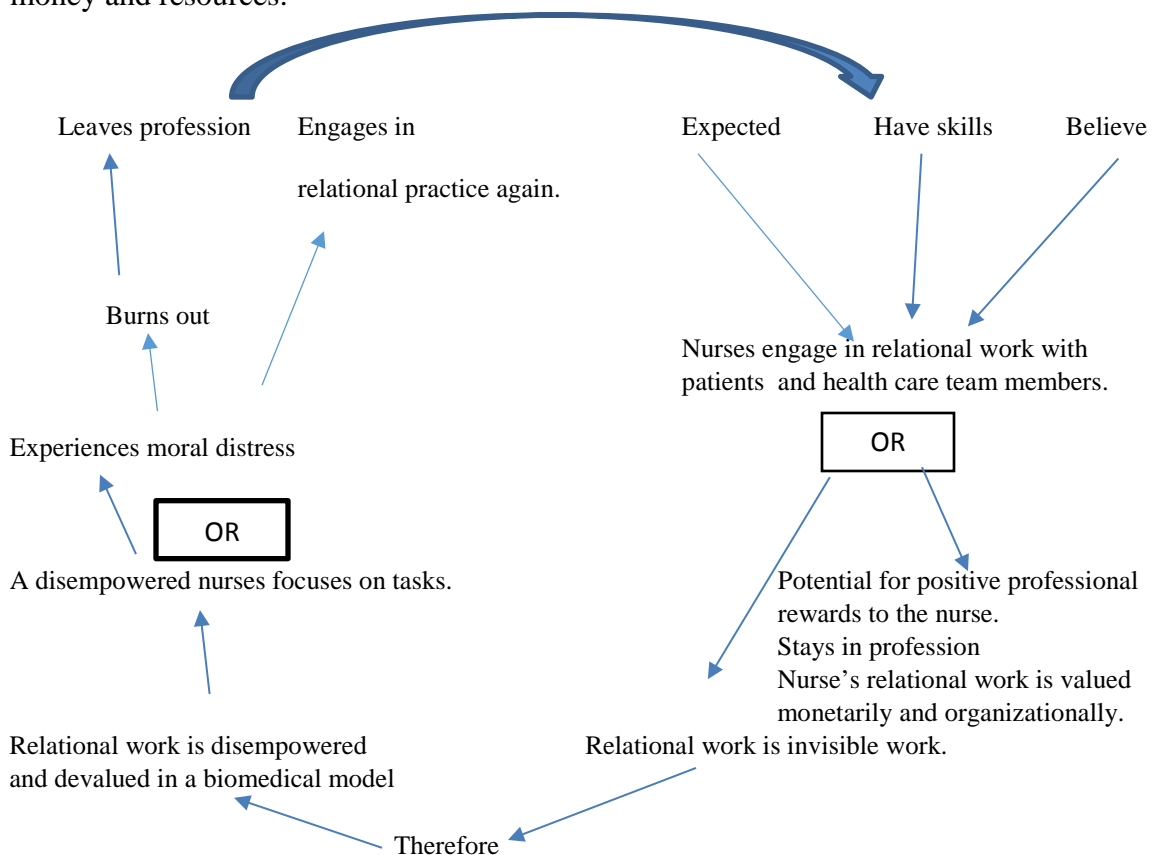 money and resources.
Leaves profession Engages in Expected Have skills Believe
relational practice again.
Burns out
Nurses engage in relational work with
patients and health care team members.
OR
Experiences moral distress
OR
A disempowered nurses focuses on tasks.
Potential for positive professional
rewards to the nurse.
Stays in profession
Nurse’s relational work is valued
monetarily and organizationally.
Relational work is disempowered
and devalued in a biomedical model
Relational work is invisible work.
Therefore